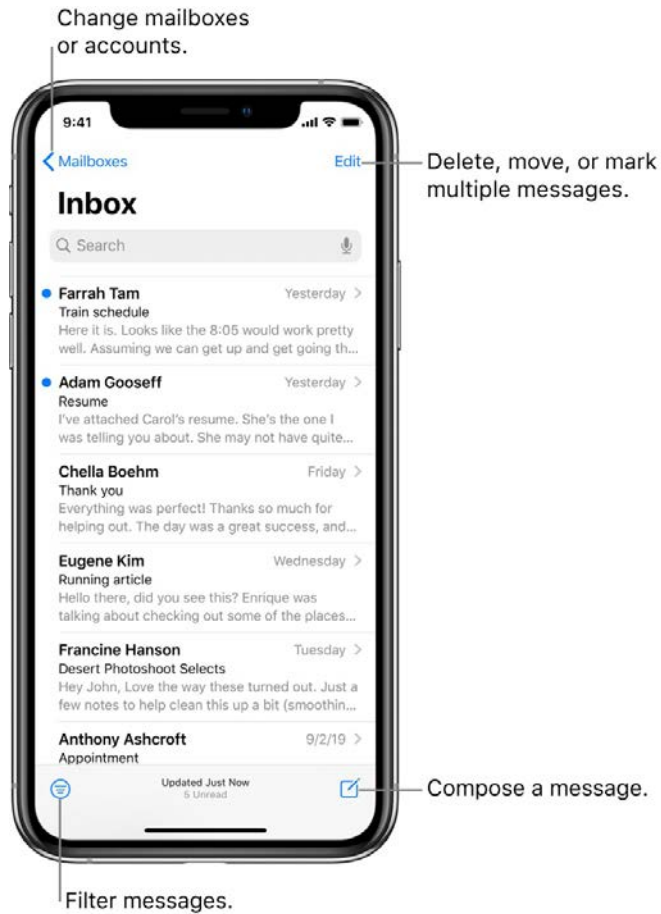 Change mailboxes
or accounts.
9:41
Mailboxes
Edit
Delete, move, or mark
multiple messages.
Inbox
Search
Farrah Tam
Yesterday
Train schedule
Here it is. Looks like the 8:05 would work pretty
well. Assuming we can get up and get going th...
Adam Gooseff
Yesterday
Resume
I've attached Carol's resume. She's the one I
was telling you about. She may not have quite...
Chella Boehm
Friday
Thank you
Everything was perfect! Thanks so much for
helping out. The day was a great success, and...
Eugene Kim
Wednesday
Running article
Hello there, did you see this? Enrique was
talking about checking out some of the places...
Francine Hanson
Tuesday
Desert Photoshoot Selects
Hey John, Love the way these turned out. Just a
few notes to help clean this up a bit (smoothin...
Anthony Ashcroft
9/2/19
Appointment
Updated Just Now
5 Unread
Compose a message.
Filter messages.